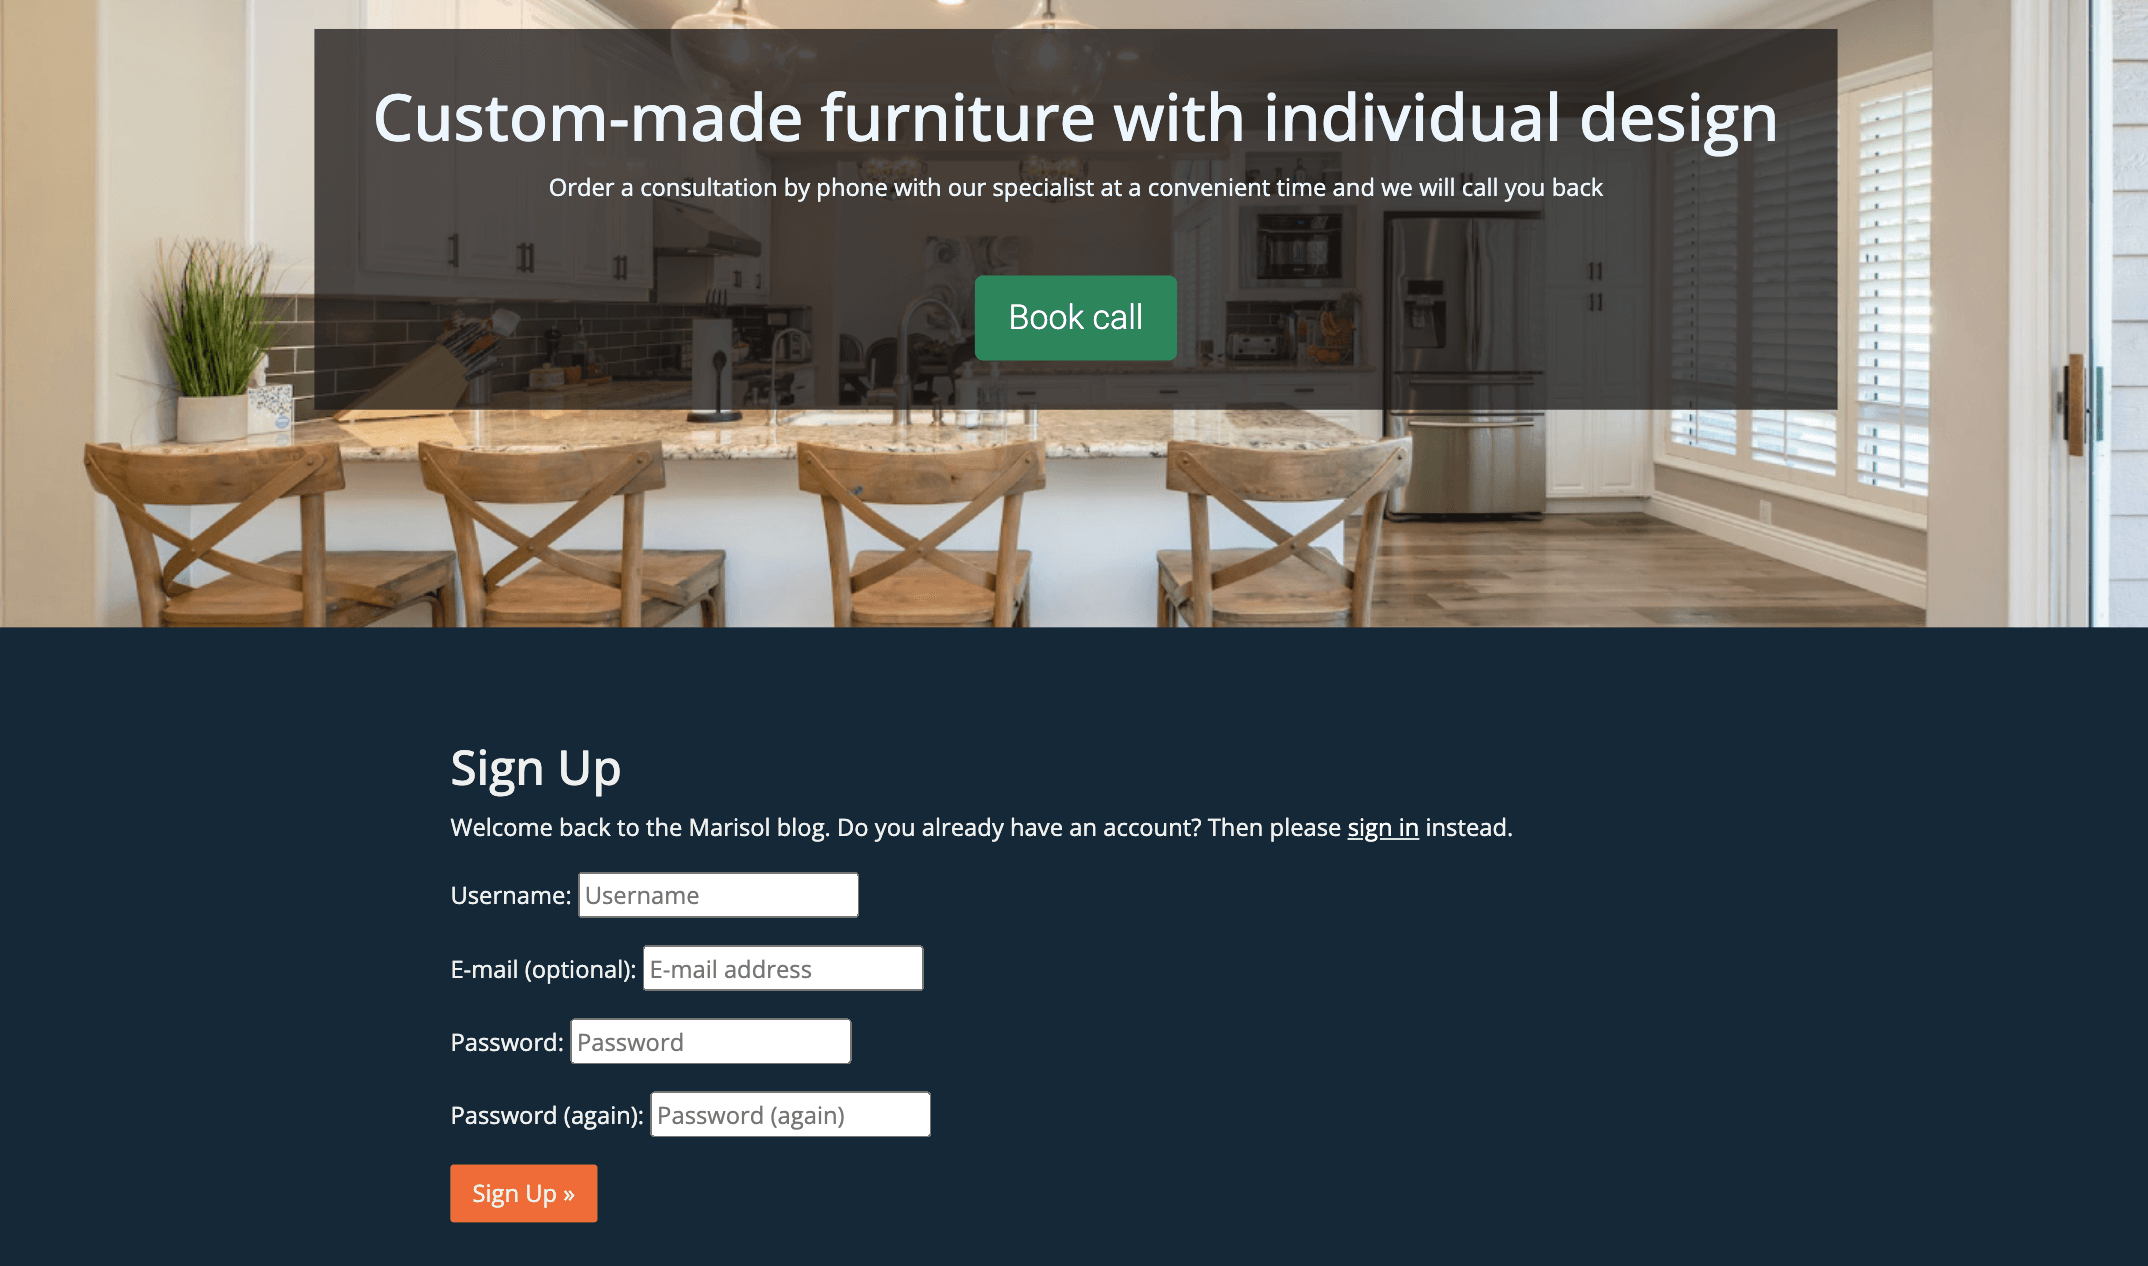 Custom-made furniture with individual design
Order a consultation by phone with our specialist at a convenient time and we will call you back
Book call
Sign Up
Welcome back to the Marisol blog. Do you already have an account? Then please sign in instead.
Username: Username
E-mail (optional): E-mail address
Password: Password
Password (again): Password (again)
Sign Up »